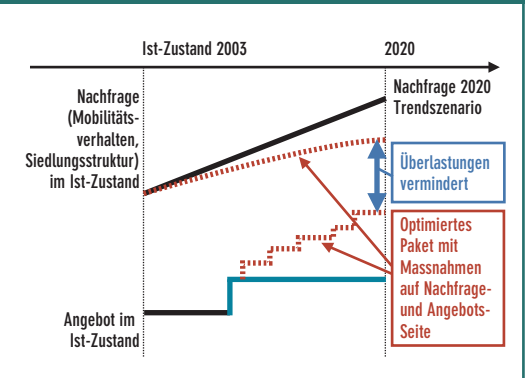 Ist-Zustand 2003
2020
Nachfrage
(Mobilitäts-
verhalten,
Siedlungsstruktur)
im Ist-Zustand
Nachfrage 2020
Trendszenario
Überlastungen
vermindert
Optimiertes
Paket mit
Massnahmen
auf Nachfrage-
und Angebots-
Seite
Angebot im
Ist-Zustand